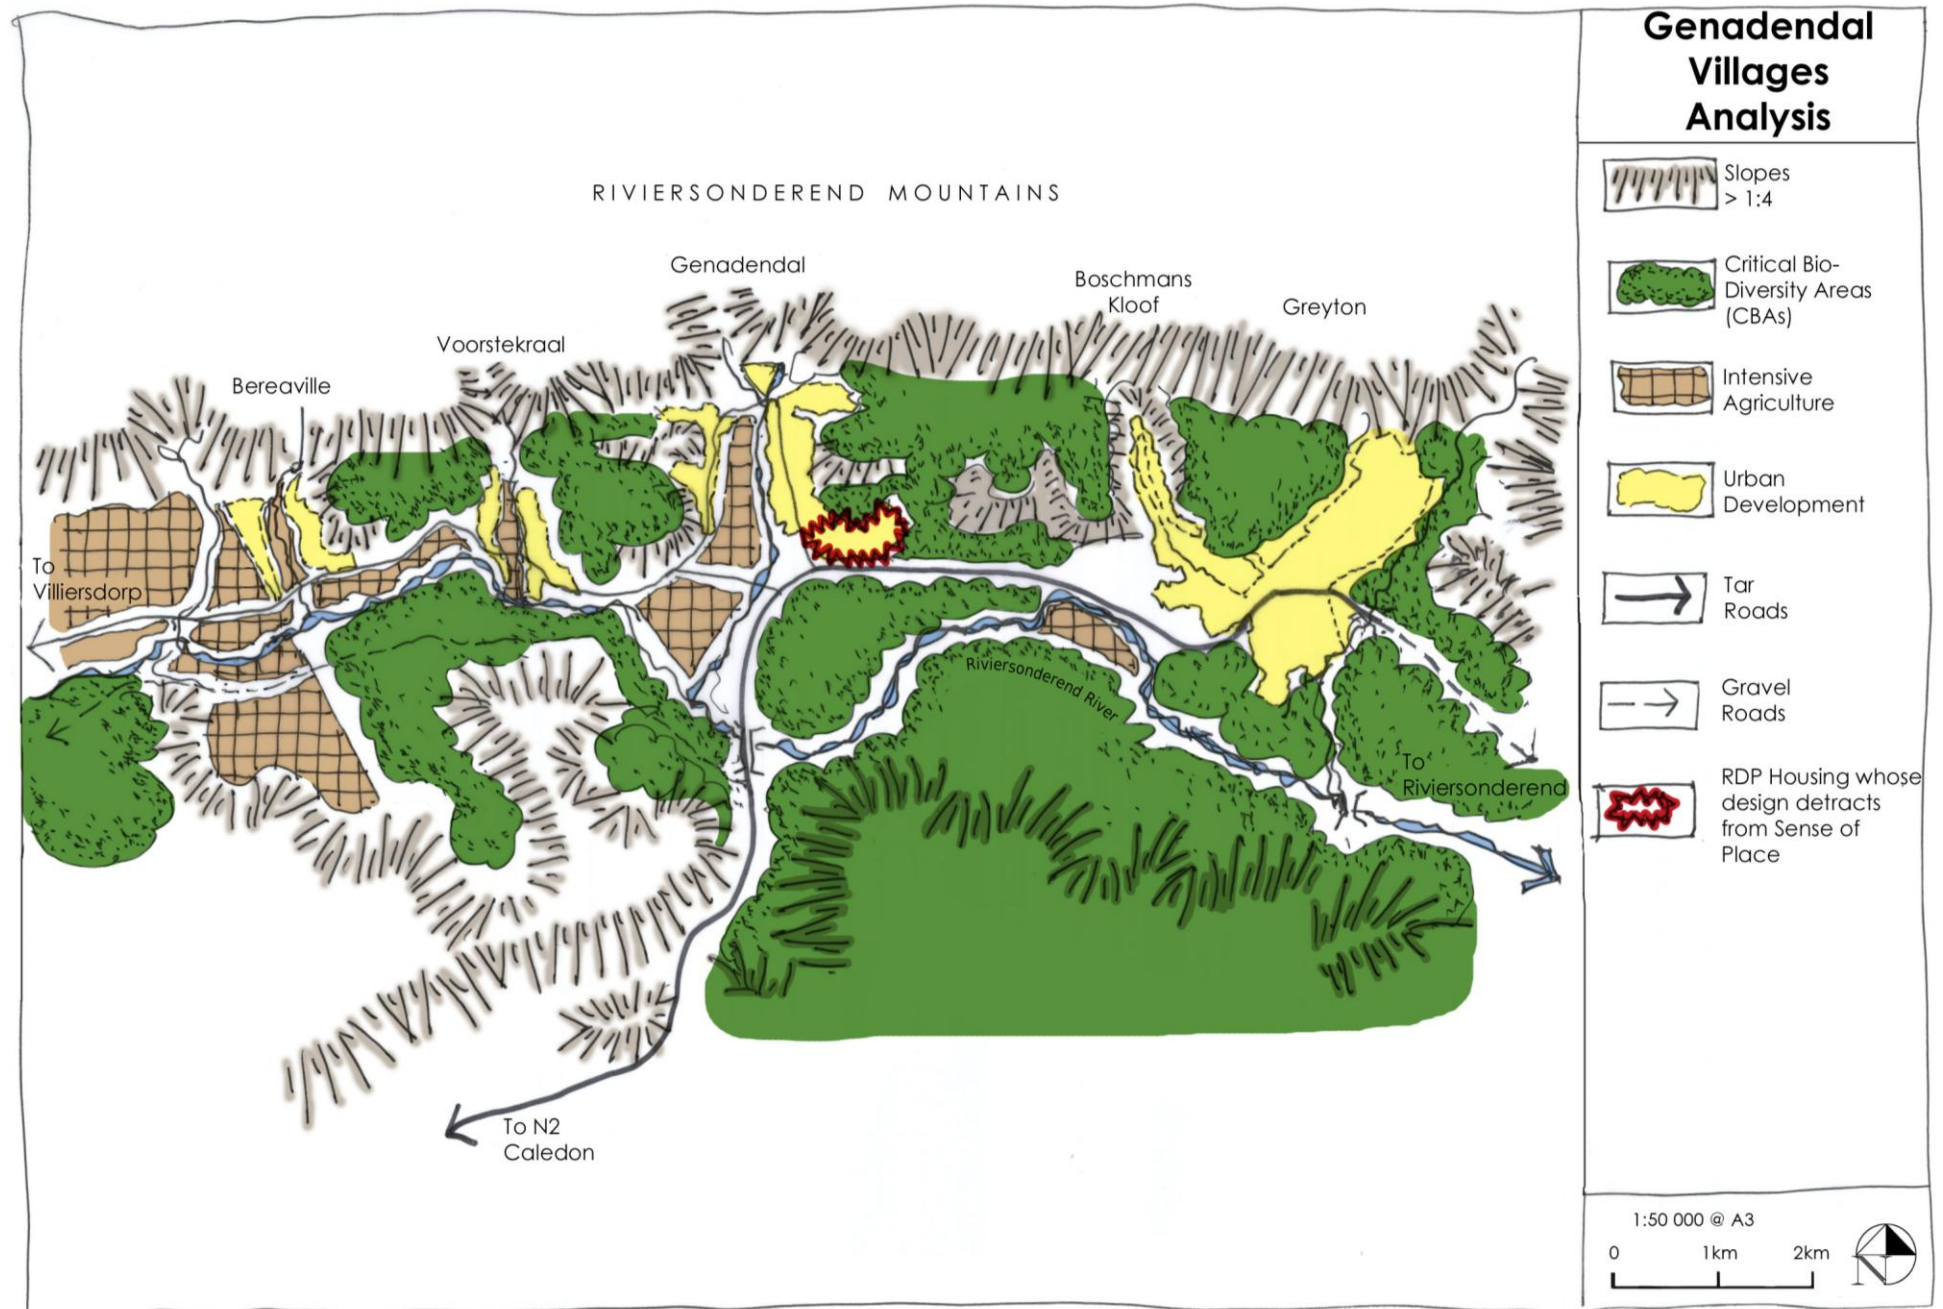 Genadendal
Villages
Analysis
RIVIERSONDEREND MOUNTAINS
Genadendal
Boschmans
Kloof
Greyton
Voorstekraal
Bereaville
To
Villiersdorp
Riviersonderend River
To
Riviersonderend
To N2
Caledon
Slopes
> 1:4
Critical Bio-
Diversity Areas
(CBAs)
Intensive
Agriculture
Urban
Development
Tar
Roads
Gravel
Roads
RDP Housing whose
design detracts
from Sense of
Place
1:50 000 @ A3
0 1km 2km
N